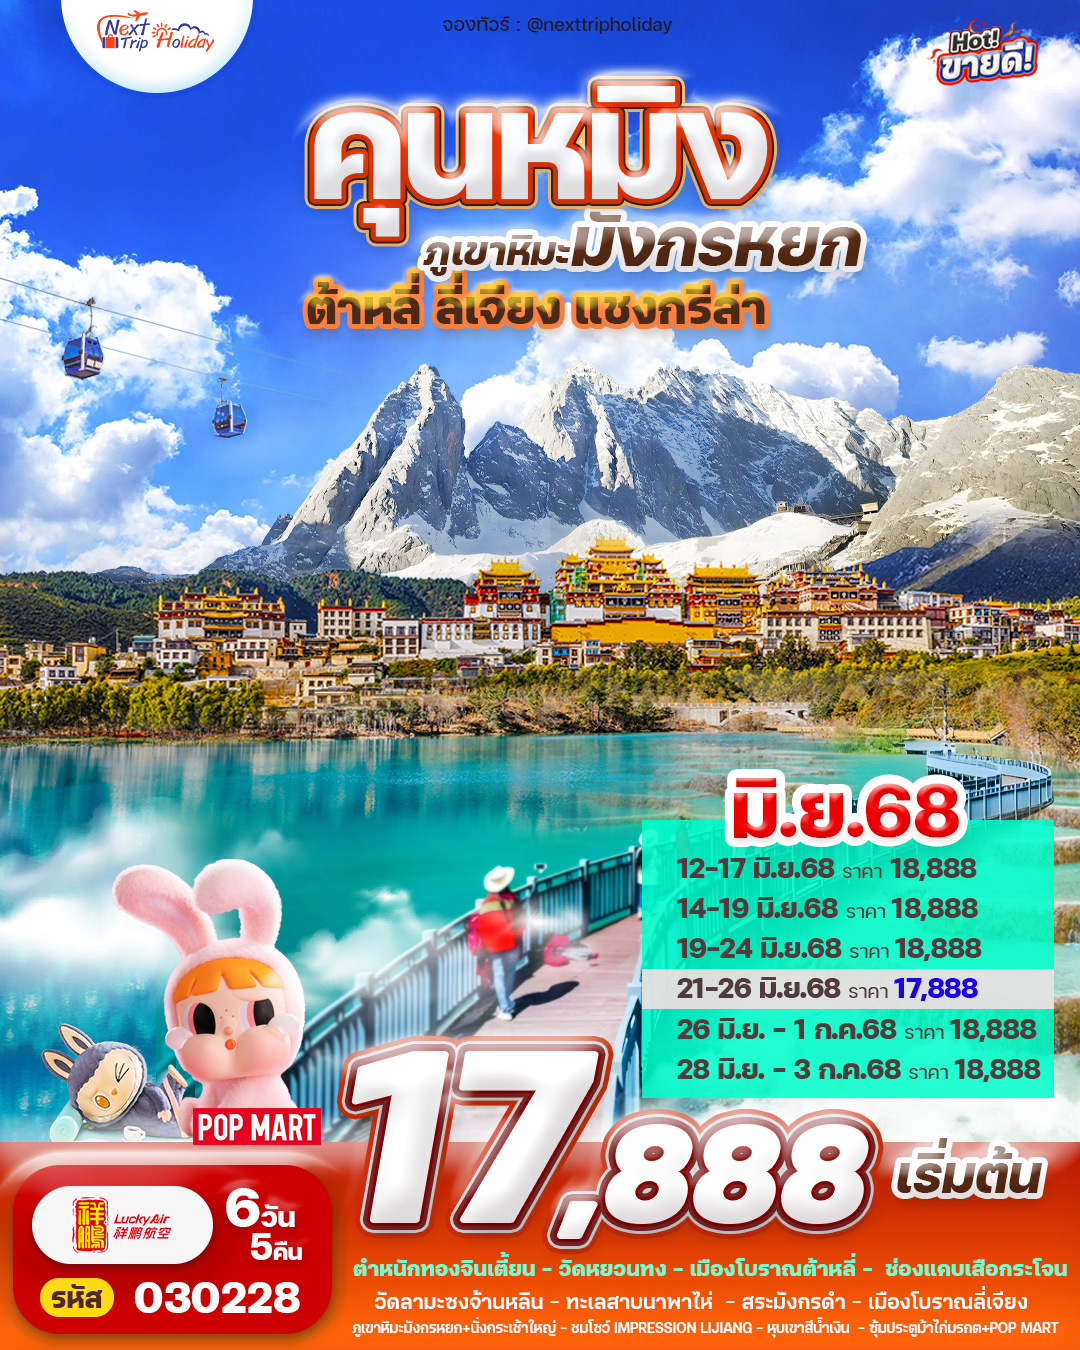 Next Trip Holiday
จองทัวร์ : @nexttripholiday
Hot!
ขายดี!
คุนหมิง
ภูเขาหิมะมังกรหยก
ต้าหลี่ ลี่เจียง แชงกรีล่า
มิ.ย.68
12-17 มิ.ย.68 ราคา 18,888
14-19 มิ.ย.68 ราคา 18,888
19-24 มิ.ย.68 ราคา 18,888
21-26 มิ.ย.68 ราคา 17,888
26 มิ.ย. - 1 ก.ค.68 ราคา 18,888
28 มิ.ย. - 3 ก.ค.68 ราคา 18,888
POP MART
17,888 เริ่มต้น
祥鹏
Lucky Air
祥鹏航空
6วัน
5คืน
รหัส 030228
ตำหนักทองจินเตี้ยน - วัดหยวนทง - เมืองโบราณต้าหลี่ - ช่องแคบเสือกระโจน
วัดลามะซงจ้านหลิน - ทะเลสาบนาพาไห่ - สระมังกรดำ - เมืองโบราณลี่เจียง
ภูเขาหิมะมังกรหยก+นั่งกระเช้าใหญ่ - ชมโชว์ IMPRESSION LIJIANG - หุบเขาสีน้ำเงิน - ซุ้มประตูม้าไก่มรกต+POP MART